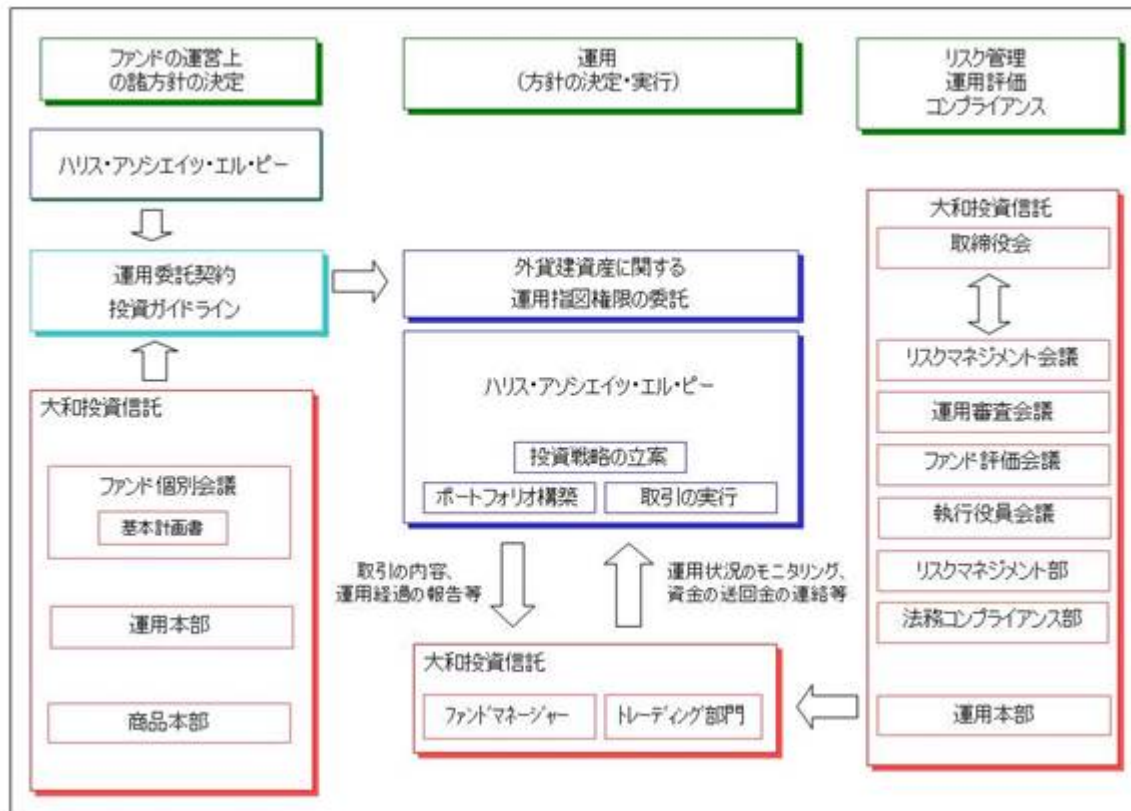 ファンドの運営上
の諸方針の決定
運用
(方針の決定・実行)
リスク管理
運用評価
コンプライアンス
ハリス・アソシエイツ・エル・ピー
運用委託契約
投資ガイドライン
大和投資信託
ファンド個別会議
基本計画書
運用本部
商品本部
外貨建資産に関する
運用指図権限の委託
ハリス・アソシエイツ・エル・ピー
投資戦略の立案
ポートフォリオ構築
取引の実行
取引の内容、
運用経過の報告等
運用状況のモニタリング、
資金の送回金の連絡等
大和投資信託
ファンドマネージャー
トレーディング部門
大和投資信託
取締役会
リスクマネジメント会議
運用審査会議
ファンド評価会議
執行役員会議
リスクマネジメント部
法務コンプライアンス部
運用本部